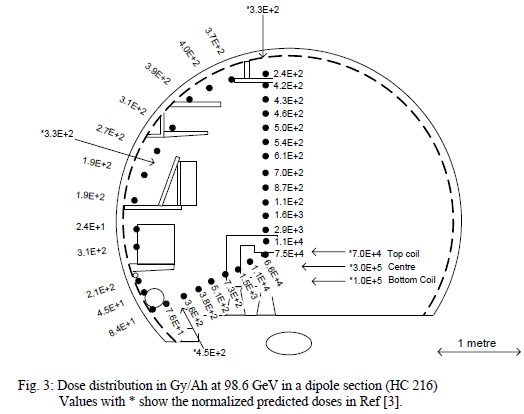 *3.3E+2
3.7E+2
4.0E+2
3.9E+2
3.1E+2
2.7E+2
*3.3E+2
1.9E+2
1.9E+2
2.4E+1
3.1E+2
2.1E+2
4.5E+1
8.4E+1
2.4E+2
4.2E+2
4.3E+2
4.6E+2
5.0E+2
5.4E+2
6.1E+2
7.0E+2
8.7E+2
1.1E+2
1.6E+3
2.9E+3
1.1E+4
7.5E+4
*7.0E+4 Top coil
*3.0E+5 Centre
*1.0E+5 Bottom Coil
6.6E+4
1.1E+4
1.5E+3
7.3E+2
5.1E+2
3.8E+2
3.6E+2
7.6E+1
*4.5E+2
1 metre
Fig. 3: Dose distribution in Gy/Ah at 98.6 GeV in a dipole section (HC 216)
Values with * show the normalized predicted doses in Ref [3].